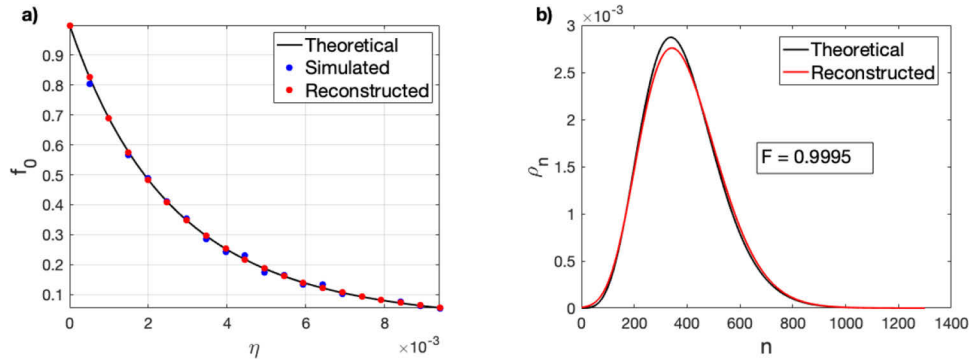 a)
0.9
0.8
0.7
0.6
0.5
0.4
0.3
0.2
0.1
f0
Theoretical
Simulated
Reconstructed
0 2 4 6 8
η ×10-3
b)
×10-3
3
2.5
2
1.5
1
0.5
0
ρn
Theoretical
Reconstructed
F = 0.9995
0 200 400 600 800 1000 1200 1400
n